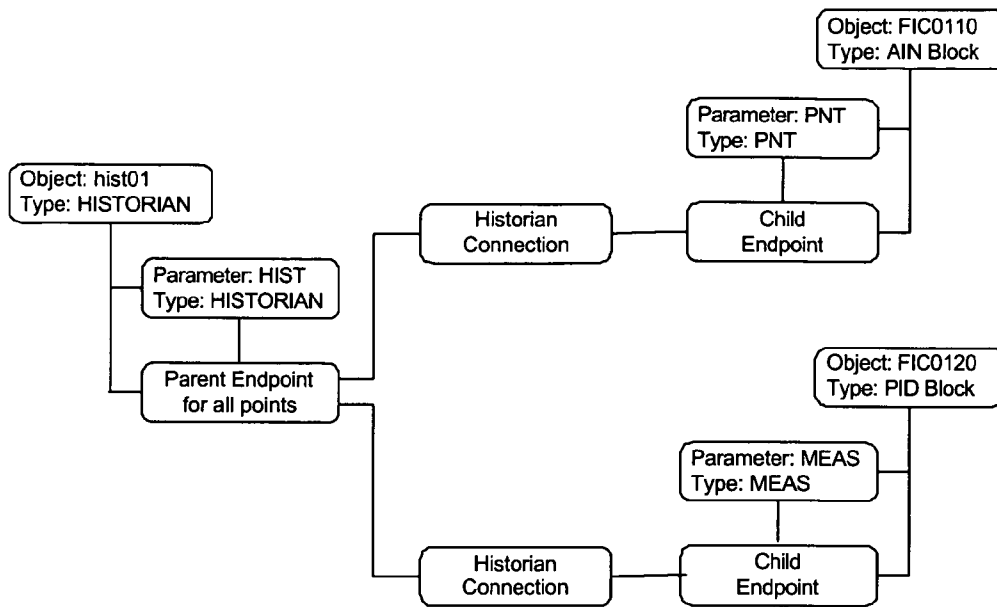 Object: FIC0110
Type: AIN Block
Parameter: PNT
Type: PNT
Object: hist01
Type: HISTORIAN
Historian
Connection
Child
Endpoint
Parameter: HIST
Type: HISTORIAN
Parent Endpoint
for all points
Object: FIC0120
Type: PID Block
Parameter: MEAS
Type: MEAS
Historian
Connection
Child
Endpoint